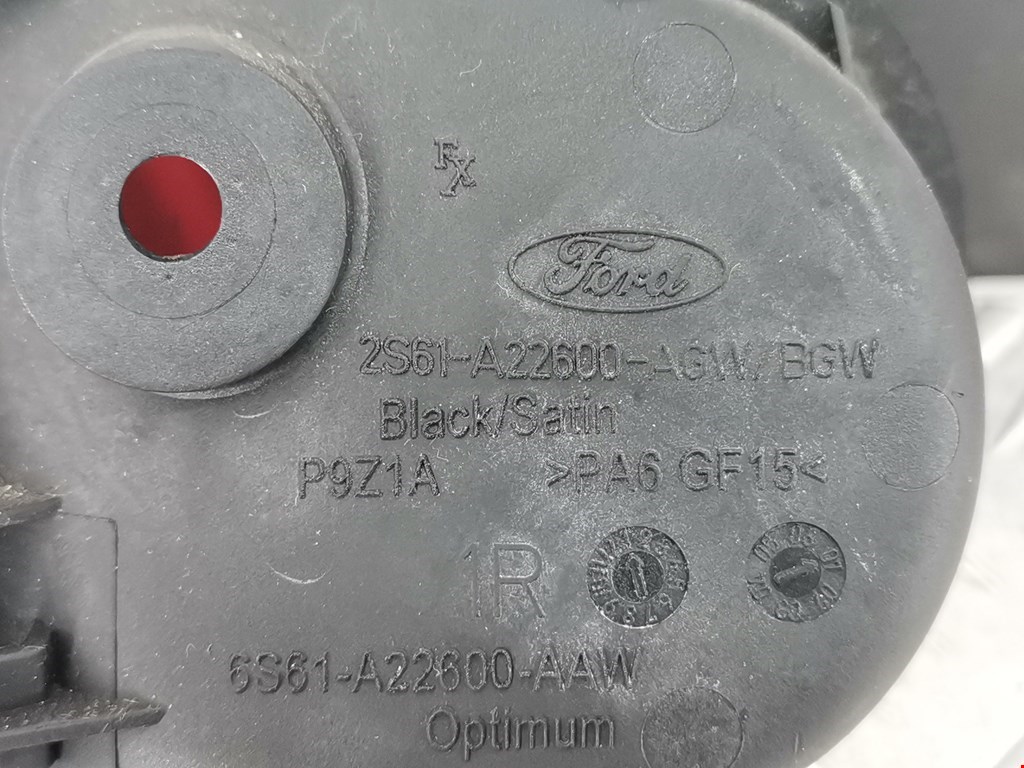 FX
Ford
2S61-A22600-AGW/BGW
Black/Satin
P9Z1A >PA6 GF15<
1R
6S61-A22600-AAW
Optimum